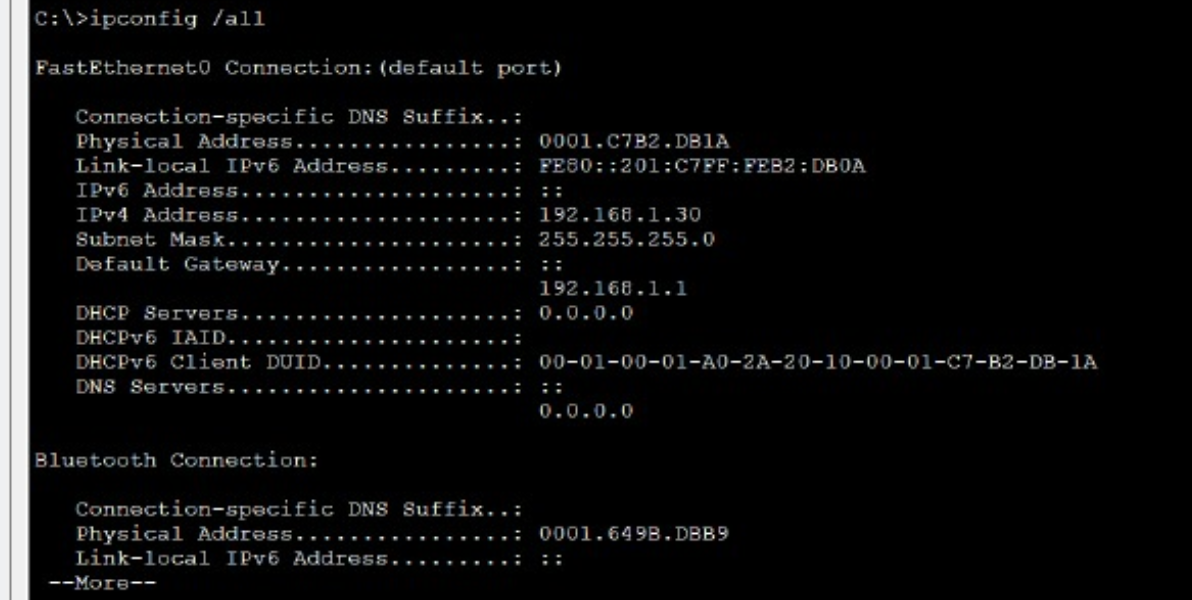 C:\>ipconfig /all
FastEthernet0 Connection:(default port)
Connection-specific DNS Suffix..:
Physical Address................: 0001.C7B2.DB1A
Link-local IPv6 Address.........: FE80::201:C7FF:FEB2:DB0A
IPv6 Address....................: ::
IPv4 Address....................: 192.168.1.30
Subnet Mask.....................: 255.255.255.0
Default Gateway.................: ::
192.168.1.1
DHCP Servers....................: 0.0.0.0
DHCPv6 IAID.....................:
DHCPv6 Client DUID..............: 00-01-00-01-A0-2A-20-10-00-01-C7-B2-DB-1A
DNS Servers.....................: ::
0.0.0.0
Bluetooth Connection:
Connection-specific DNS Suffix..:
Physical Address................: 0001.649B.DBB9
Link-local IPv6 Address.........: ::
--More--